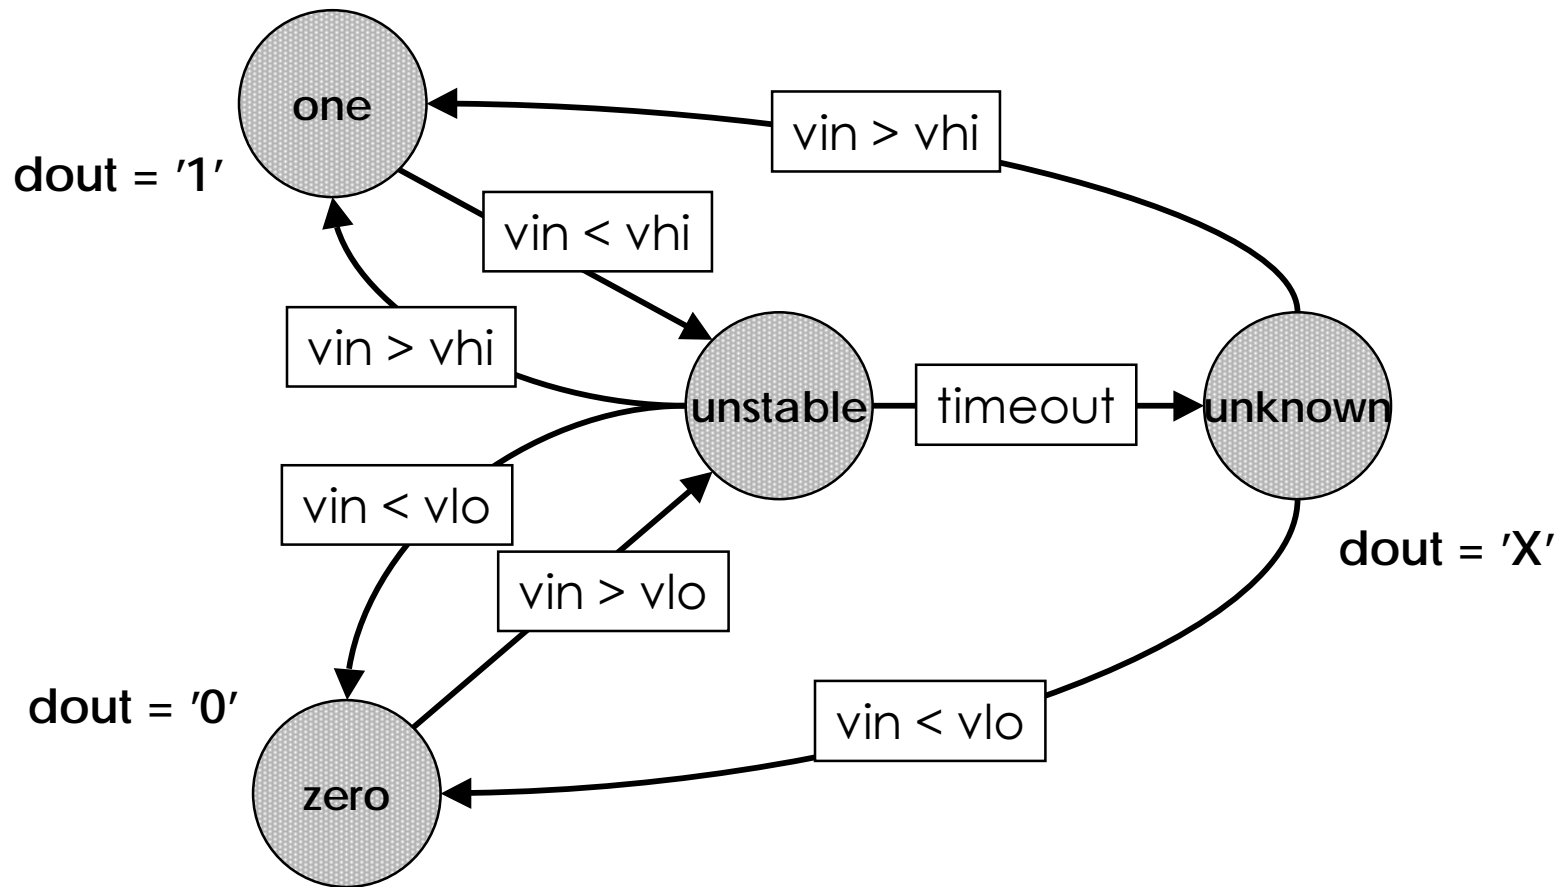 one
vin > vhi
dout = '1'
vin < vhi
vin > vhi
unstable
timeout
unknown
vin < vlo
dout = 'X'
vin > vlo
dout = '0'
vin < vlo
zero